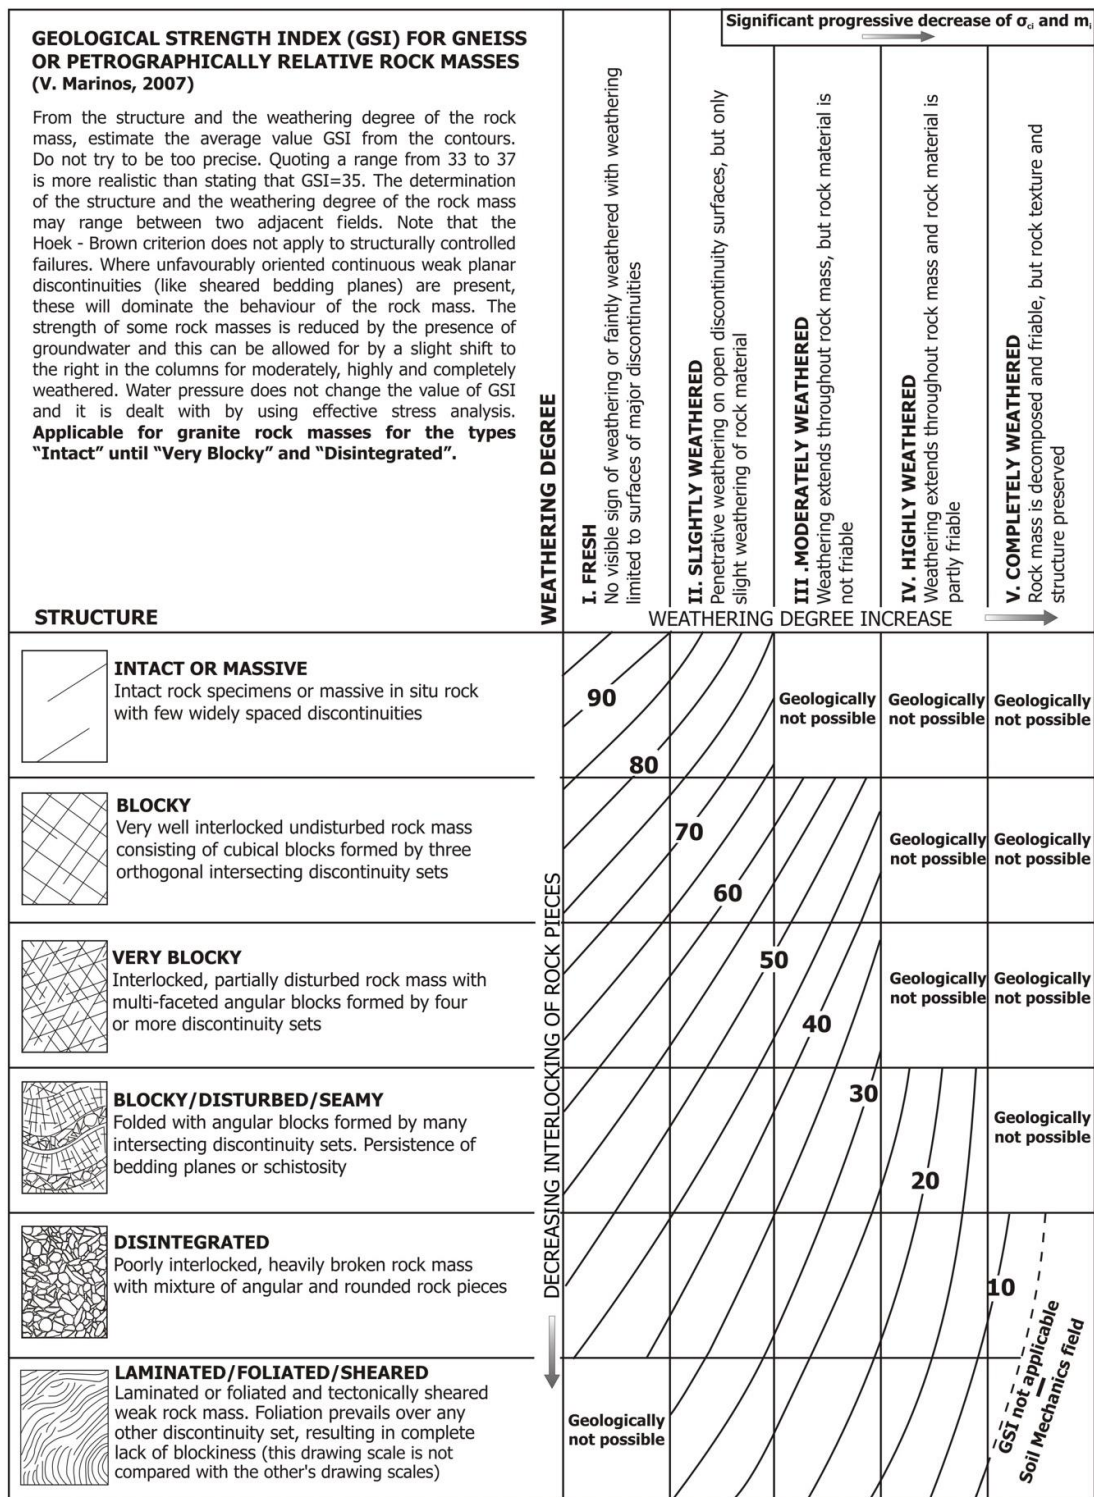 Significant progressive decrease of σci and mi
GEOLOGICAL STRENGTH INDEX (GSI) FOR GNEISS
OR PETROGRAPHICALLY RELATIVE ROCK MASSES
(V. Marinos, 2007)
From the structure and the weathering degree of the rock
mass, estimate the average value GSI from the contours.
Do not try to be too precise. Quoting a range from 33 to 37
is more realistic than stating that GSI=35. The determination
of the structure and the weathering degree of the rock mass
may range between two adjacent fields. Note that the
Hoek - Brown criterion does not apply to structurally controlled
failures. Where unfavourably oriented continuous weak planar
discontinuities (like sheared bedding planes) are present,
these will dominate the behaviour of the rock mass. The
strength of some rock masses is reduced by the presence of
groundwater and this can be allowed for by a slight shift to
the right in the columns for moderately, highly and completely
weathered. Water pressure does not change the value of GSI
and it is dealt with by using effective stress analysis.
Applicable for granite rock masses for the types
“Intact” until “Very Blocky” and “Disintegrated”.
WEATHERING DEGREE
I. FRESH
No visible sign of weathering or faintly weathered with weathering
limited to surfaces of major discontinuities
II. SLIGHTLY WEATHERED
Penetrative weathering on open discontinuity surfaces, but only
slight weathering of rock material
III .MODERATELY WEATHERED
Weathering extends throughout rock mass, but rock material is
not friable
IV. HIGHLY WEATHERED
Weathering extends throughout rock mass and rock material is
partly friable
V. COMPLETELY WEATHERED
Rock mass is decomposed and friable, but rock texture and
structure preserved
STRUCTURE
WEATHERING DEGREE INCREASE
DECREASING INTERLOCKING OF ROCK PIECES
INTACT OR MASSIVE
Intact rock specimens or massive in situ rock
with few widely spaced discontinuities
90
80
Geologically
not possible
Geologically
not possible
Geologically
not possible
BLOCKY
Very well interlocked undisturbed rock mass
consisting of cubical blocks formed by three
orthogonal intersecting discontinuity sets
70
60
Geologically
not possible
Geologically
not possible
VERY BLOCKY
Interlocked, partially disturbed rock mass with
multi-faceted angular blocks formed by four
or more discontinuity sets
50
40
Geologically
not possible
Geologically
not possible
BLOCKY/DISTURBED/SEAMY
Folded with angular blocks formed by many
intersecting discontinuity sets. Persistence of
bedding planes or schistosity
30
20
Geologically
not possible
DISINTEGRATED
Poorly interlocked, heavily broken rock mass
with mixture of angular and rounded rock pieces
10
GSI not applicable
Soil Mechanics field
LAMINATED/FOLIATED/SHEARED
Laminated or foliated and tectonically sheared
weak rock mass. Foliation prevails over any
other discontinuity set, resulting in complete
lack of blockiness (this drawing scale is not
compared with the other's drawing scales)
Geologically
not possible